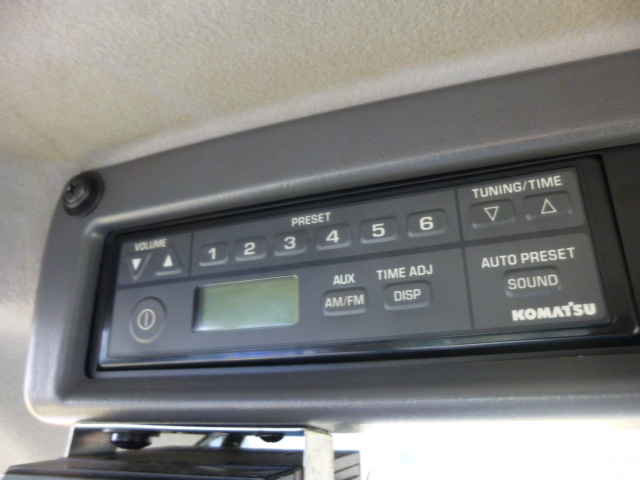 VOLUME
PRESET
1 2 3 4 5 6
TUNING/TIME
AUX
AM/FM
TIME ADJ
DISP
AUTO PRESET
SOUND
KOMATSU